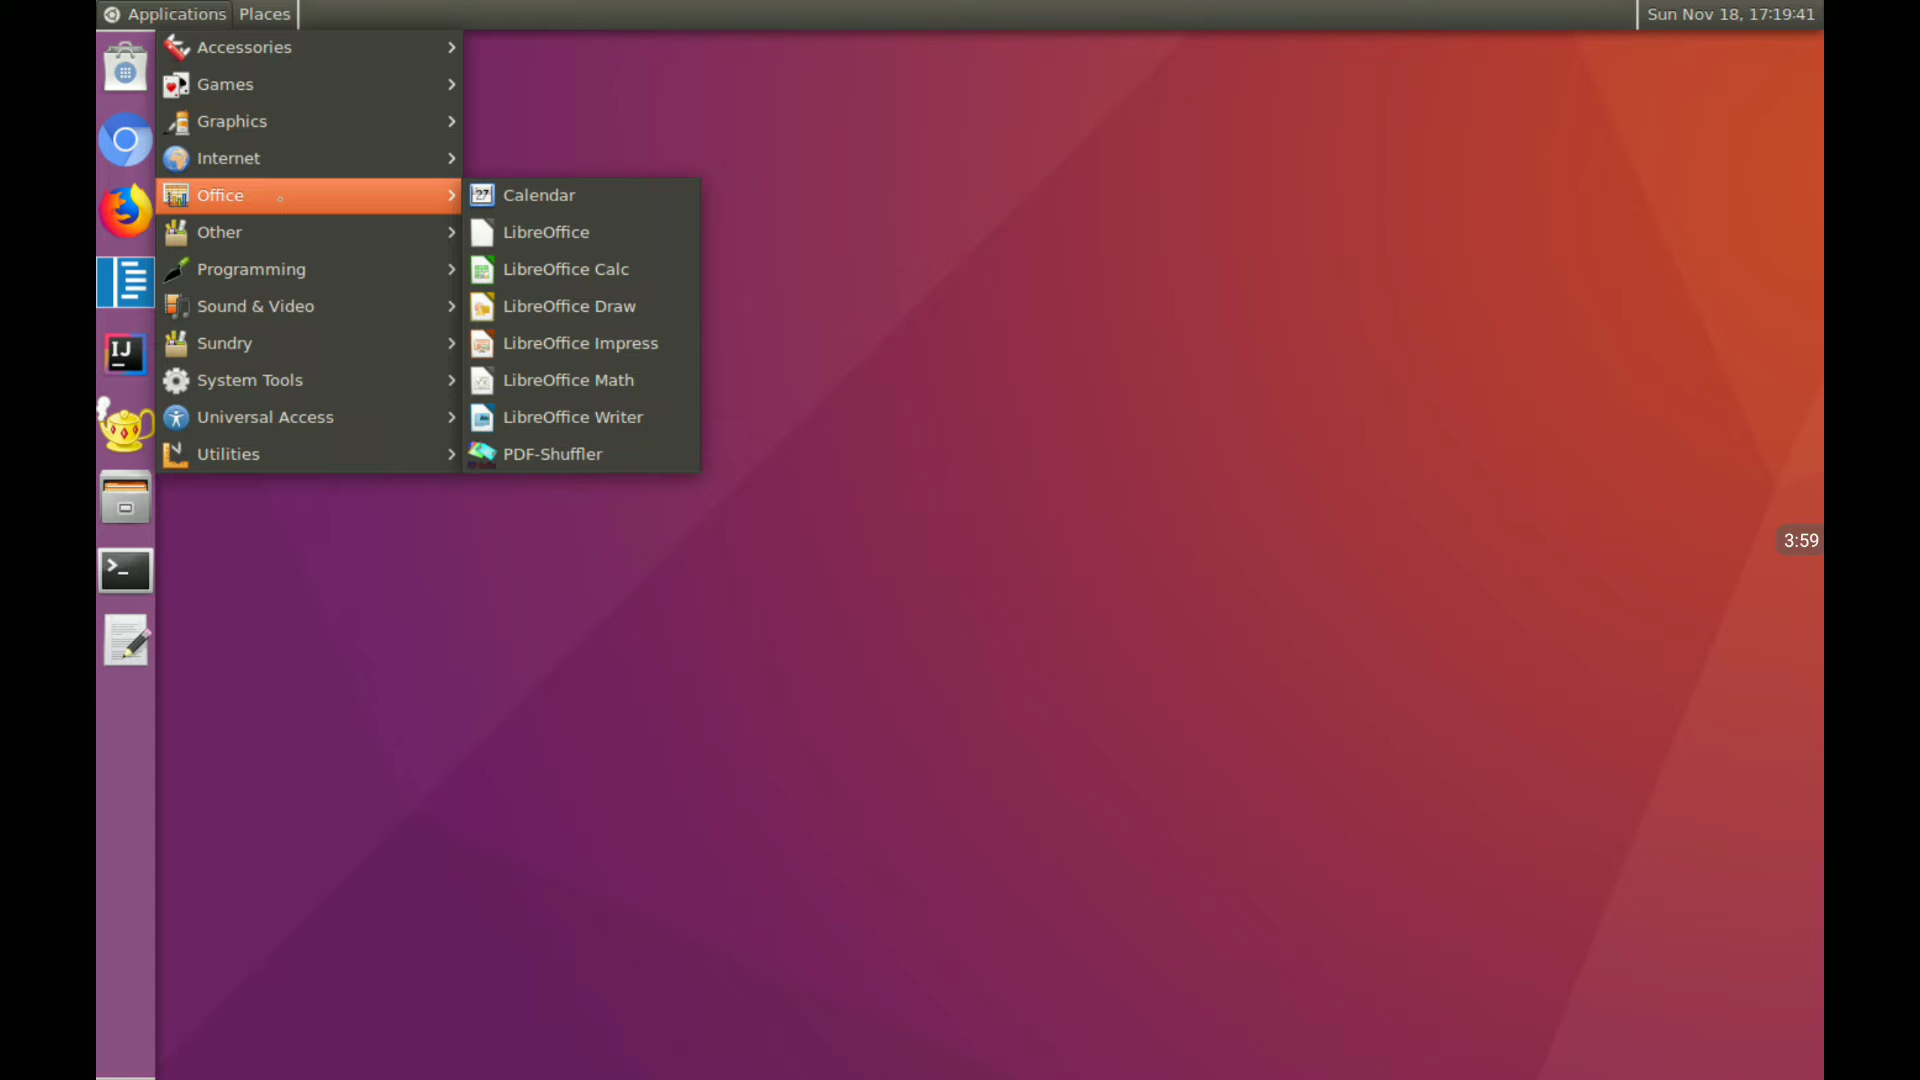 Applications Places
Sun Nov 18, 17:19:41
Accessories
Games
Graphics
Internet
Office
Other
Programming
Sound & Video
Sundry
System Tools
Universal Access
Utilities
27 Calendar
LibreOffice
LibreOffice Calc
LibreOffice Draw
LibreOffice Impress
LibreOffice Math
LibreOffice Writer
PDF-Shuffler
IJ
>_
3:59